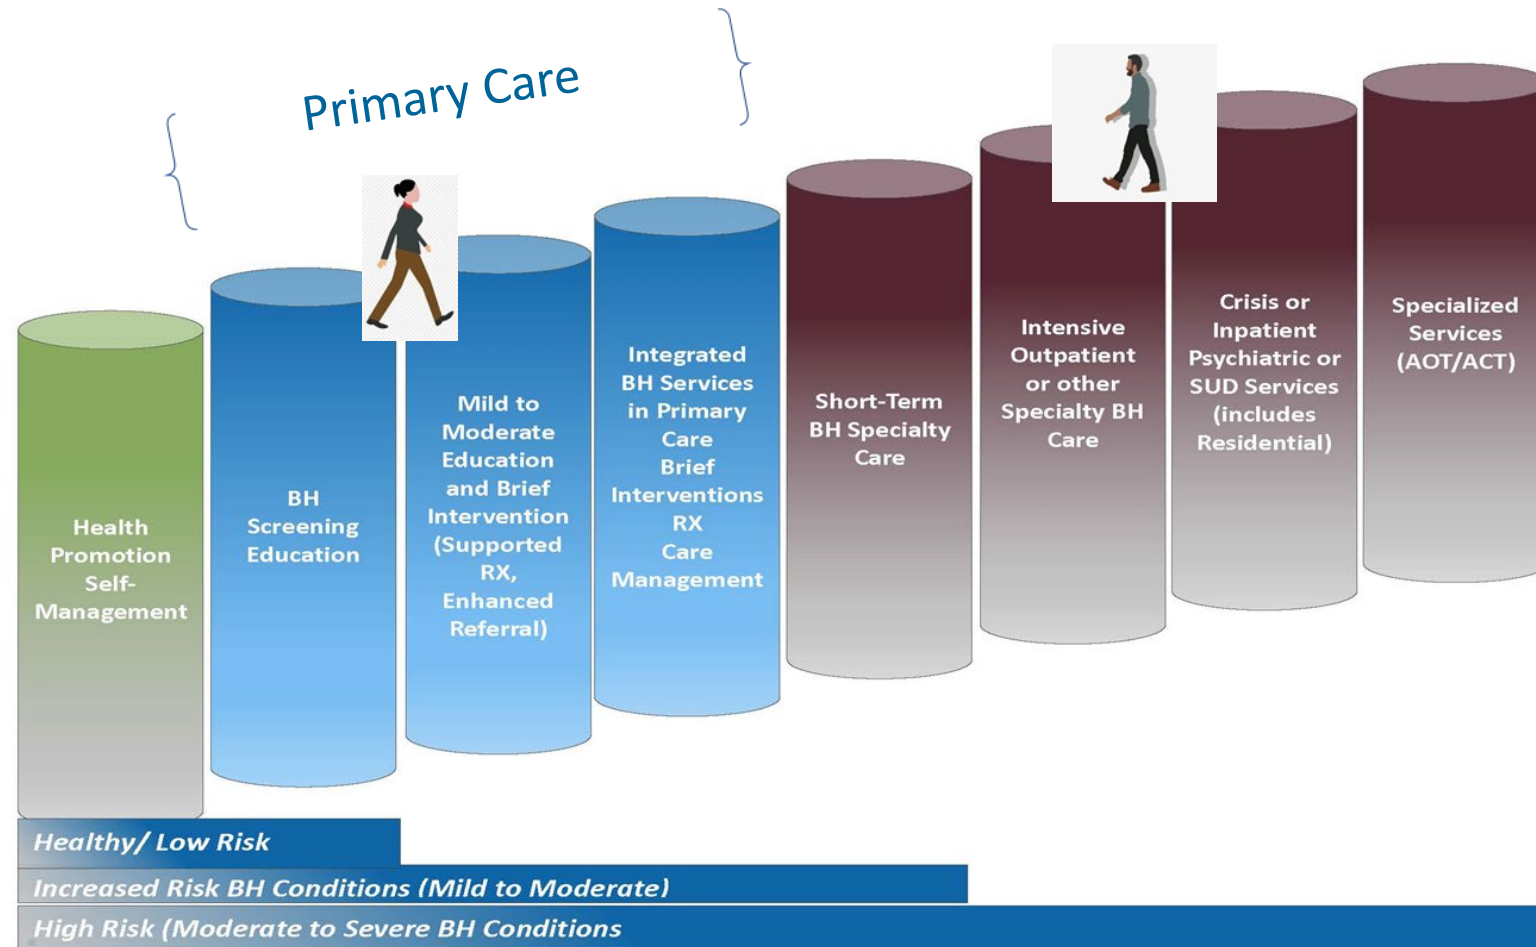 Primary Care
Health
Promotion
Self-
Management
BH
Screening
Education
Mild to
Moderate
Education
and Brief
Intervention
(Supported
RX,
Enhanced
Referral)
Integrated
BH Services
in Primary
Care
Brief
Interventions
RX
Care
Management
Short-Term
BH Specialty
Care
Intensive
Outpatient
or other
Specialty BH
Care
Crisis or
Inpatient
Psychiatric or
SUD Services
(includes
Residential)
Specialized
Services
(AOT/ACT)
Healthy/ Low Risk
Increased Risk BH Conditions (Mild to Moderate)
High Risk (Moderate to Severe BH Conditions